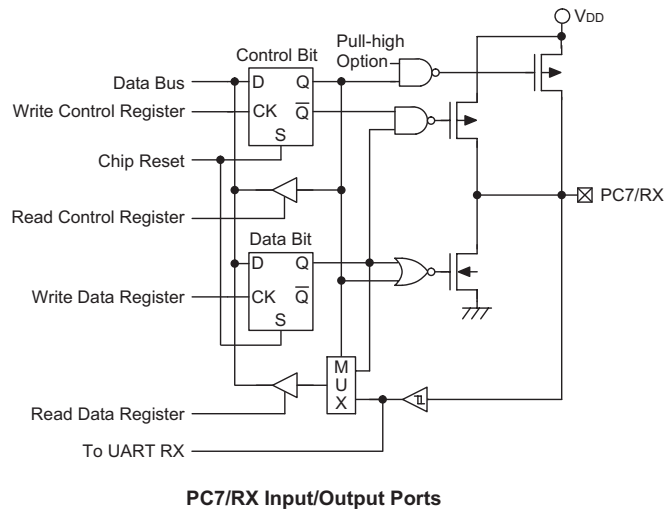 VDD
Control Bit
Pull-high
Option
Data Bus
D
Q
Write Control Register
CK
Q
S
Chip Reset
PC7/RX
Read Control Register
Data Bit
D
Q
Write Data Register
CK
Q
S
M
U
X
Read Data Register
To UART RX
PC7/RX Input/Output Ports